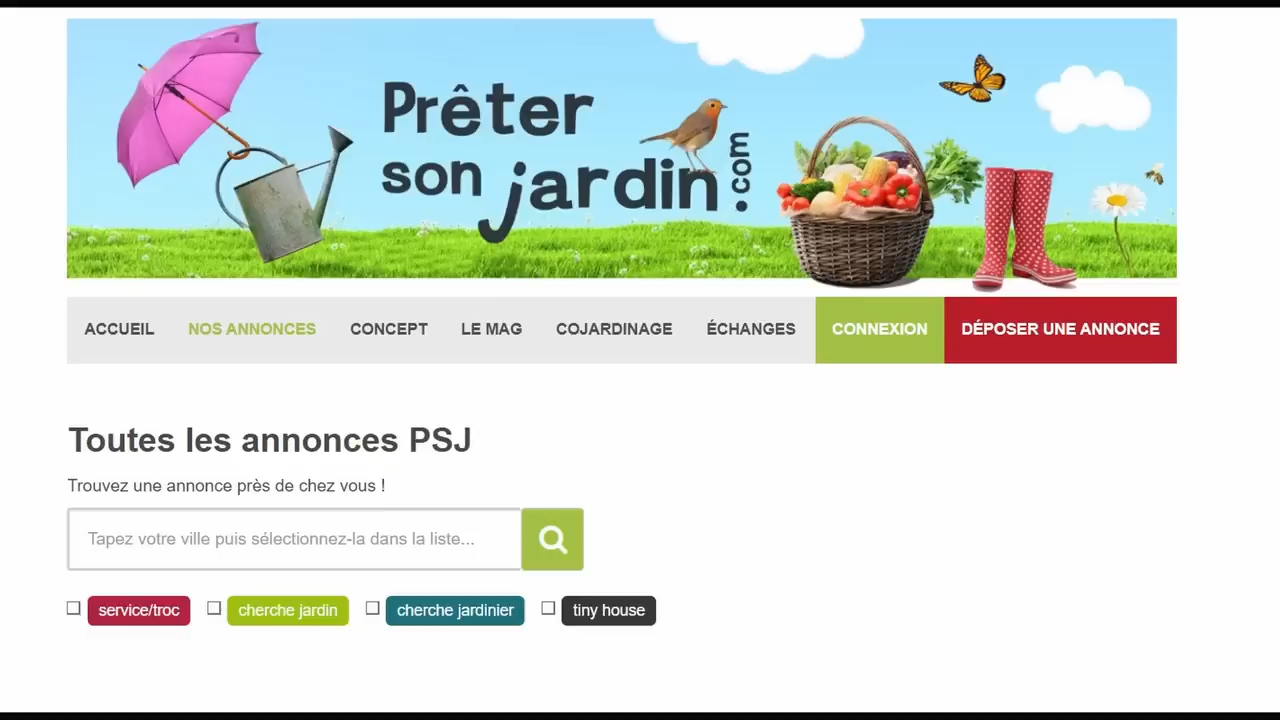 Prêter
son jardin.com
ACCUEIL NOS ANNONCES CONCEPT LE MAG COJARDINAGE ÉCHANGES CONNEXION DÉPOSER UNE ANNONCE
Toutes les annonces PSJ
Trouvez une annonce près de chez vous !
Tapez votre ville puis sélectionnez-la dans la liste...
service/troc cherche jardin cherche jardinier tiny house